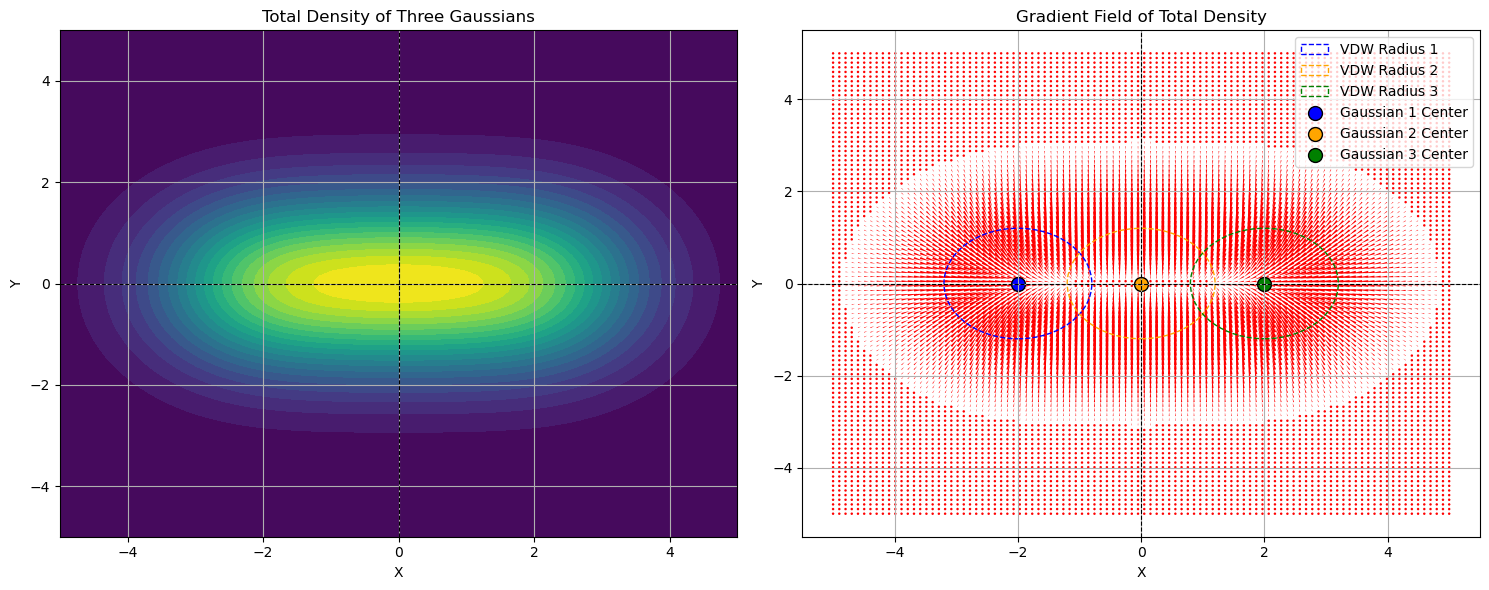 Total Density of Three Gaussians
Y
4
2
0
−2
−4
−4
−2
0
2
4
X
Gradient Field of Total Density
VDW Radius 1
VDW Radius 2
VDW Radius 3
Gaussian 1 Center
Gaussian 2 Center
Gaussian 3 Center
Y
4
2
0
−2
−4
−4
−2
0
2
4
X